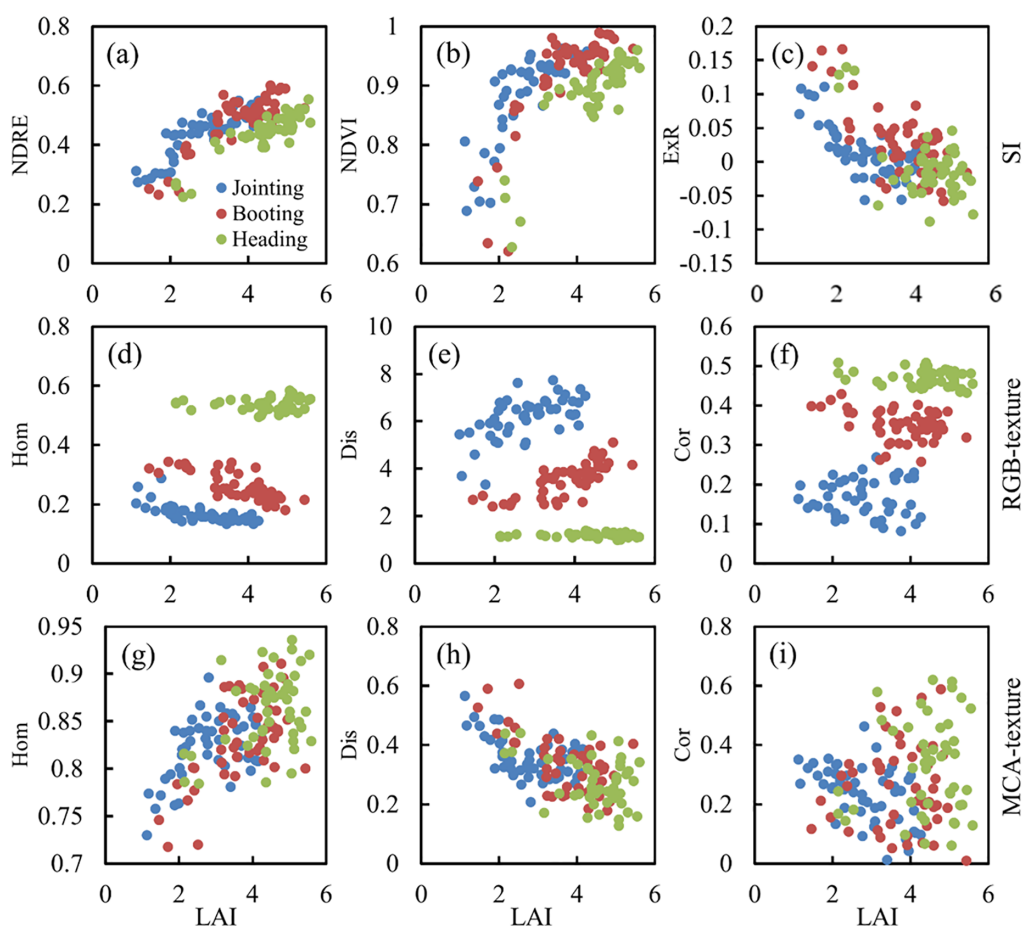 0.8
0.6
0.4
0.2
0
NDRE
(a)
Jointing
Booting
Heading
0 2 4 6
1
0.9
0.8
0.7
0.6
NDVI
(b)
0 2 4 6
0.2
0.15
0.1
0.05
0
-0.05
-0.1
-0.15
ExR
(c)
0 2 4 6
SI
0.8
0.6
0.4
0.2
0
Hom
(d)
0 2 4 6
10
8
6
4
2
0
Dis
(e)
0 2 4 6
0.6
0.5
0.4
0.3
0.2
0.1
0
Cor
(f)
0 2 4 6
RGB-texture
0.95
0.9
0.85
0.8
0.75
0.7
Hom
(g)
0 2 4 6
LAI
0.8
0.6
0.4
0.2
0
Dis
(h)
0 2 4 6
LAI
0.8
0.6
0.4
0.2
0
Cor
(i)
0 2 4 6
LAI
MCA-texture